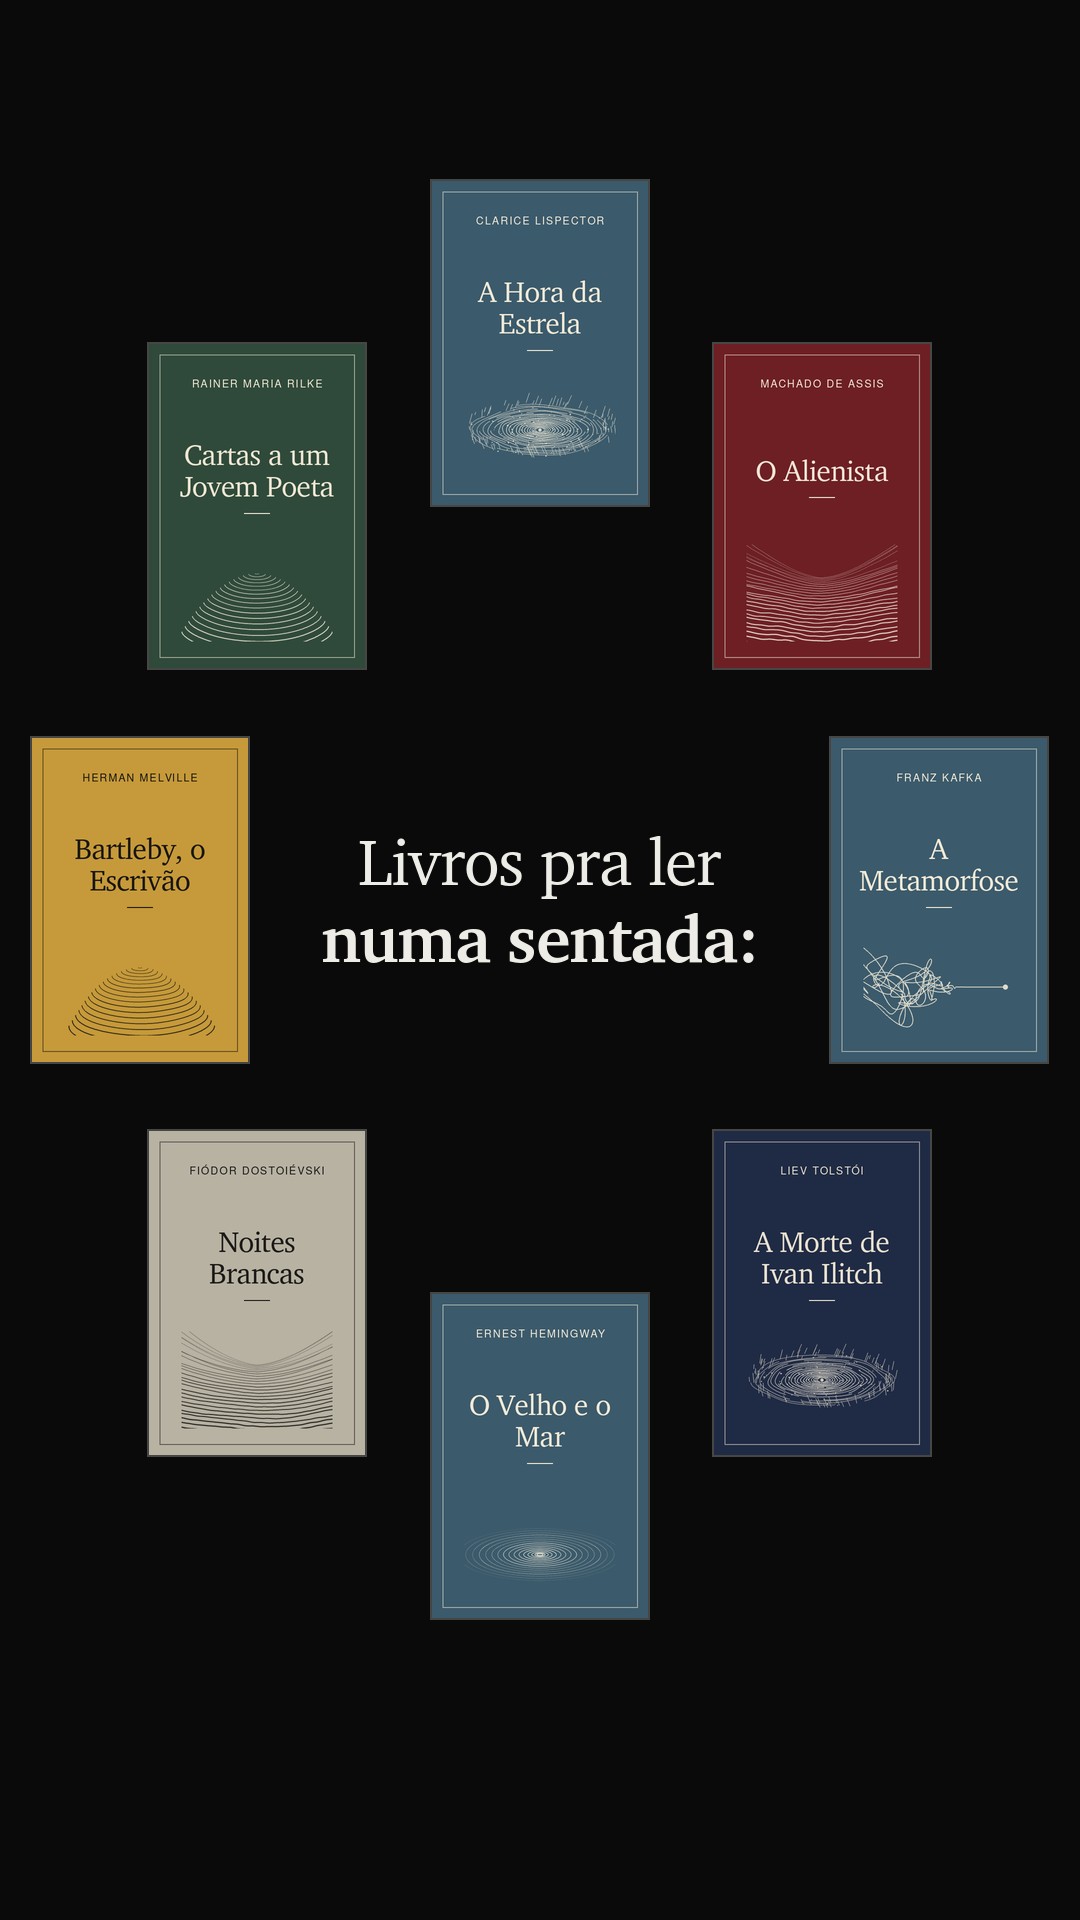 CLARICE LISPECTOR
A Hora da
Estrela
RAINER MARIA RILKE
Cartas a um
Jovem Poeta
MACHADO DE ASSIS
O Alienista
HERMAN MELVILLE
Bartleby, o
Escrivão
Livros pra ler
numa sentada:
FRANZ KAFKA
A
Metamorfose
FIÓDOR DOSTOIÉVSKI
Noites
Brancas
LIEV TOLSTÓI
A Morte de
Ivan Ilitch
ERNEST HEMINGWAY
O Velho e o
Mar